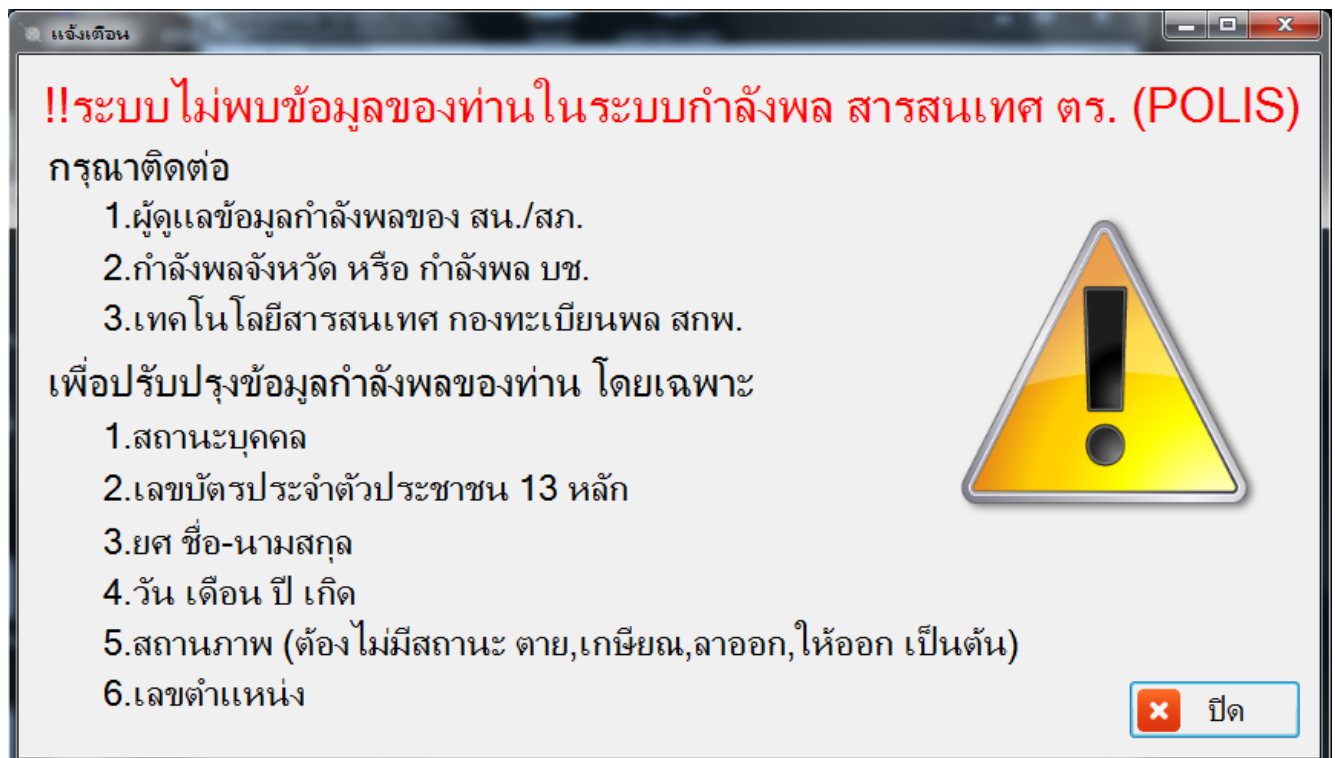 แจ้งเตือน
!!ระบบไม่พบข้อมูลของท่านในระบบกำลังพล สารสนเทศ ตร. (POLIS)
กรุณาติดต่อ
1.ผู้ดูแลข้อมูลกำลังพลของ สน./สภ.
2.กำลังพลจังหวัด หรือ กำลังพล บช.
3.เทคโนโลยีสารสนเทศ กองทะเบียนพล สกพ.
เพื่อปรับปรุงข้อมูลกำลังพลของท่าน โดยเฉพาะ
1.สถานะบุคคล
2.เลขบัตรประจำตัวประชาชน 13 หลัก
3.ยศ ชื่อ-นามสกุล
4.วัน เดือน ปี เกิด
5.สถานภาพ (ต้องไม่มีสถานะ ตาย,เกษียณ,ลาออก,ให้ออก เป็นต้น)
6.เลขตำแหน่ง
ปิด